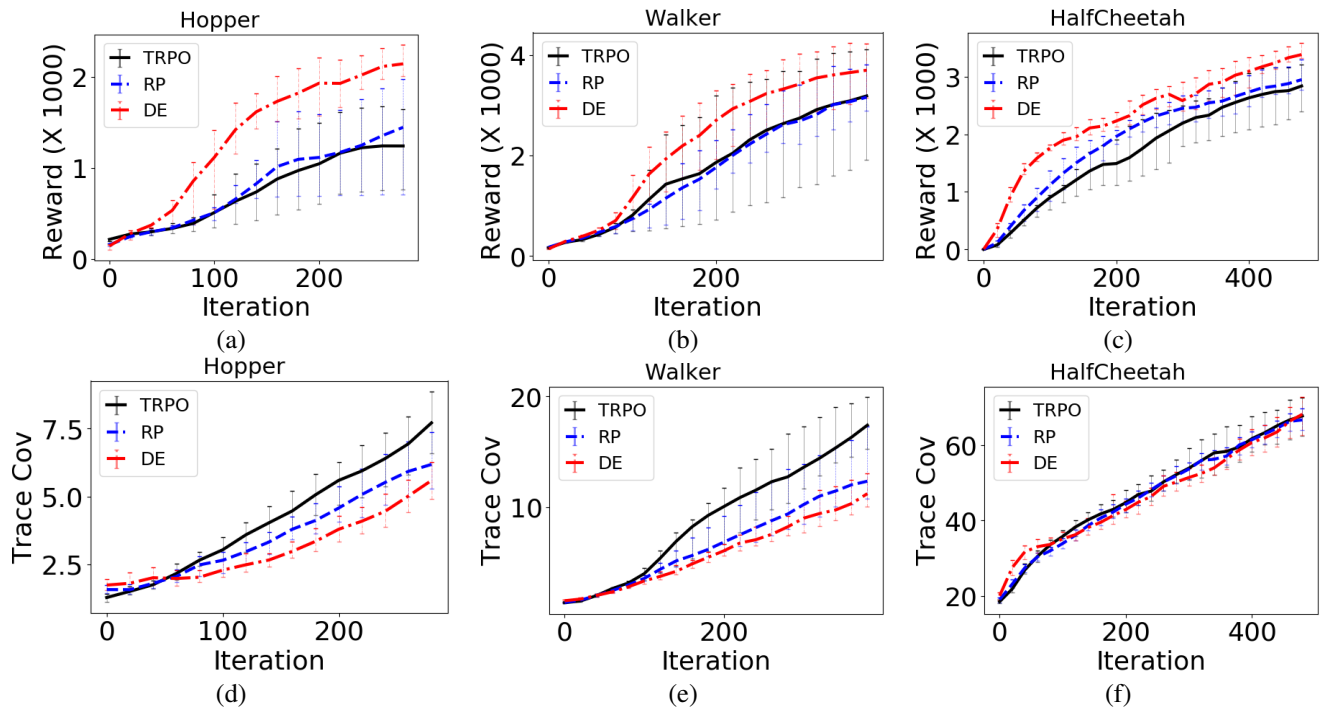 Hopper
Reward (X 1000)
2
1
0
TRPO
RP
DE
0 100 200
Iteration
(a)
Walker
Reward (X 1000)
4
2
0
TRPO
RP
DE
0 200
Iteration
(b)
HalfCheetah
Reward (X 1000)
3
2
1
0
TRPO
RP
DE
0 200 400
Iteration
(c)
Hopper
Trace Cov
7.5
5.0
2.5
TRPO
RP
DE
0 100 200
Iteration
(d)
Walker
Trace Cov
20
10
TRPO
RP
DE
0 200
Iteration
(e)
HalfCheetah
Trace Cov
60
40
20
TRPO
RP
DE
0 200 400
Iteration
(f)